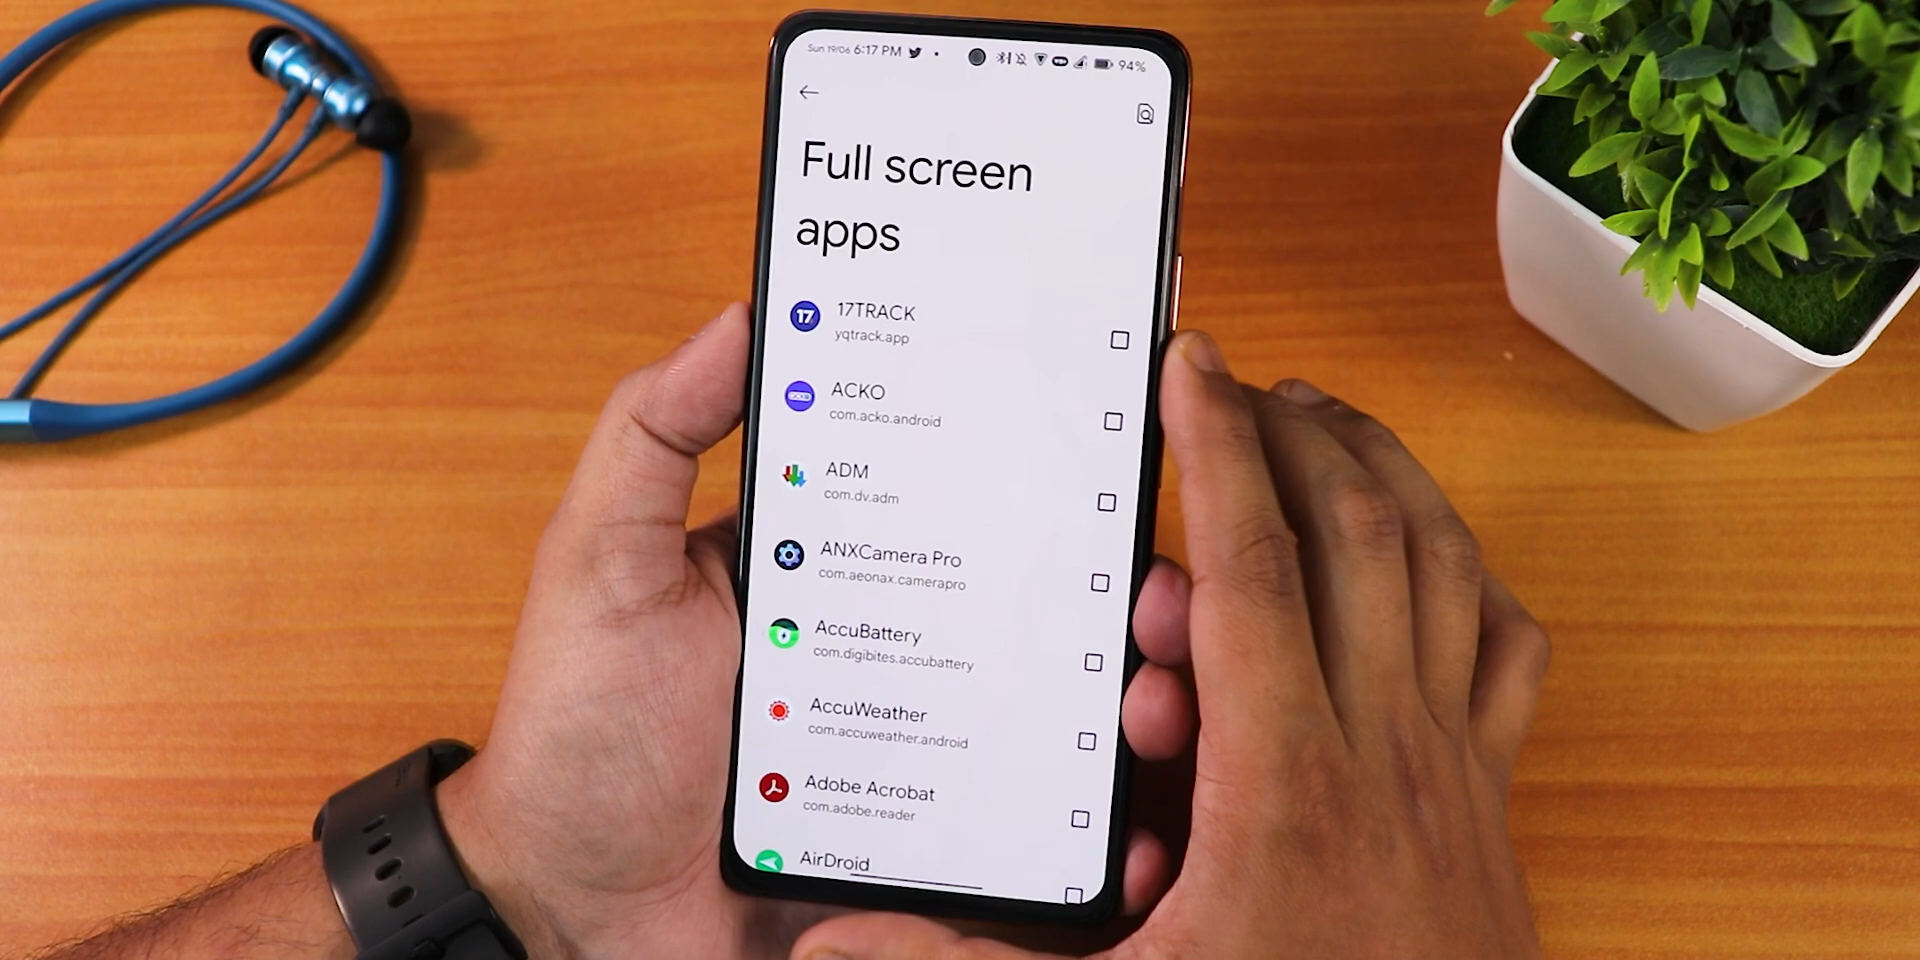 Sun 19/06 6:17 PM 94%
Full screen
apps
17 17TRACK
yqtrack.app
ACKO ACKO
com.acko.android
ADM
com.dv.adm
ANXCamera Pro
com.aeonax.camerapro
AccuBattery
com.digibites.accubattery
AccuWeather
com.accuweather.android
Adobe Acrobat
com.adobe.reader
AirDroid